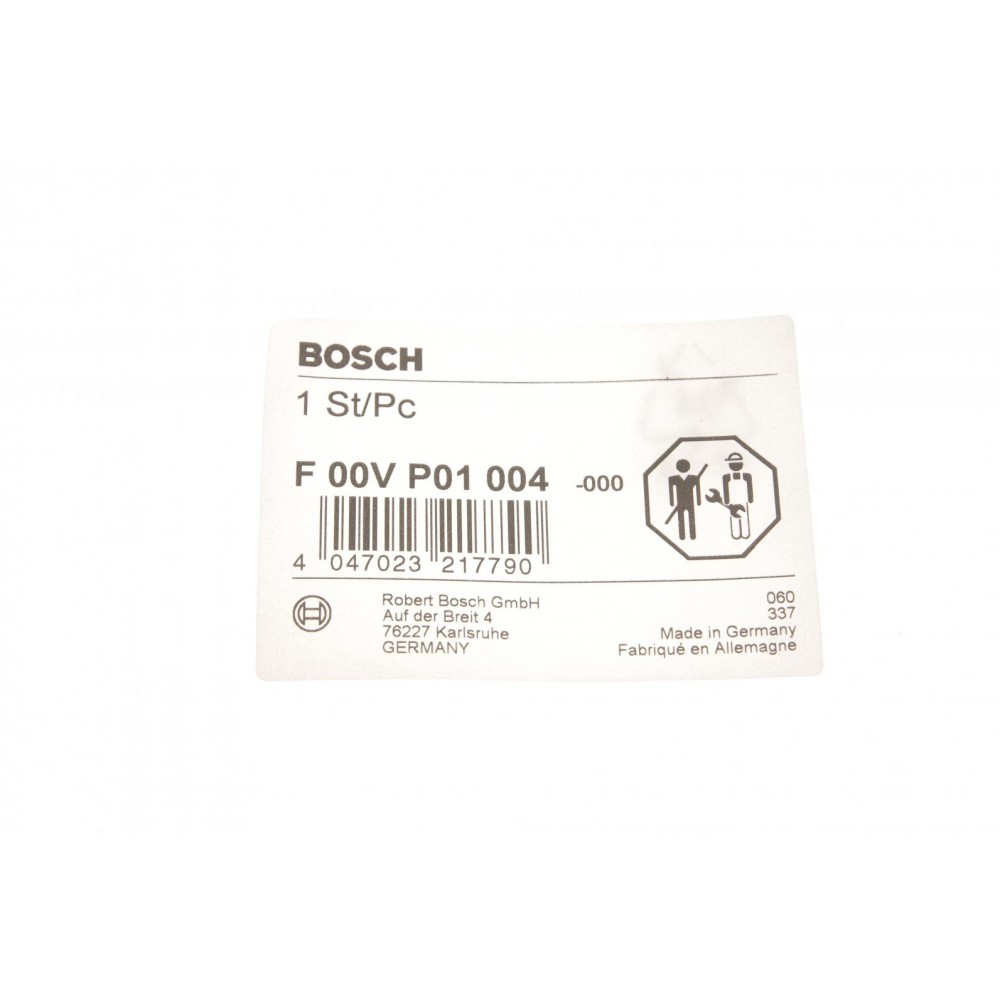 BOSCH
1 St/Pc
F 00V P01 004 -000
4 047023 217790
Robert Bosch GmbH
Auf der Breit 4
76227 Karlsruhe
GERMANY
060
337
Made in Germany
Fabriqué en Allemagne